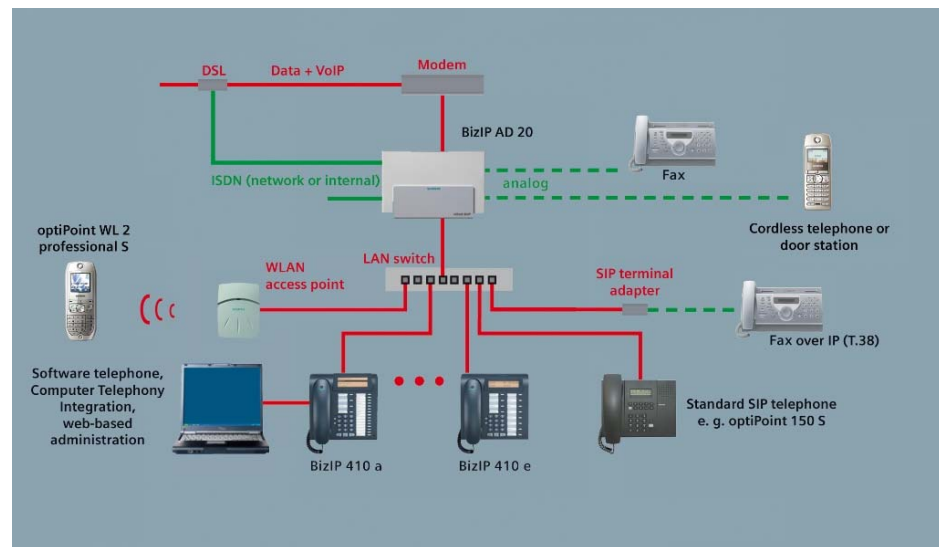 DSL
Data + VoIP
Modem
BizIP AD 20
ISDN (network or internal)
analog
Fax
Cordless telephone or
door station
optiPoint WL 2
professional S
WLAN
access point
LAN switch
SIP terminal
adapter
Fax over IP (T.38)
Software telephone,
Computer Telephony
Integration,
web-based
administration
BizIP 410 a
BizIP 410 e
Standard SIP telephone
e. g. optiPoint 150 S